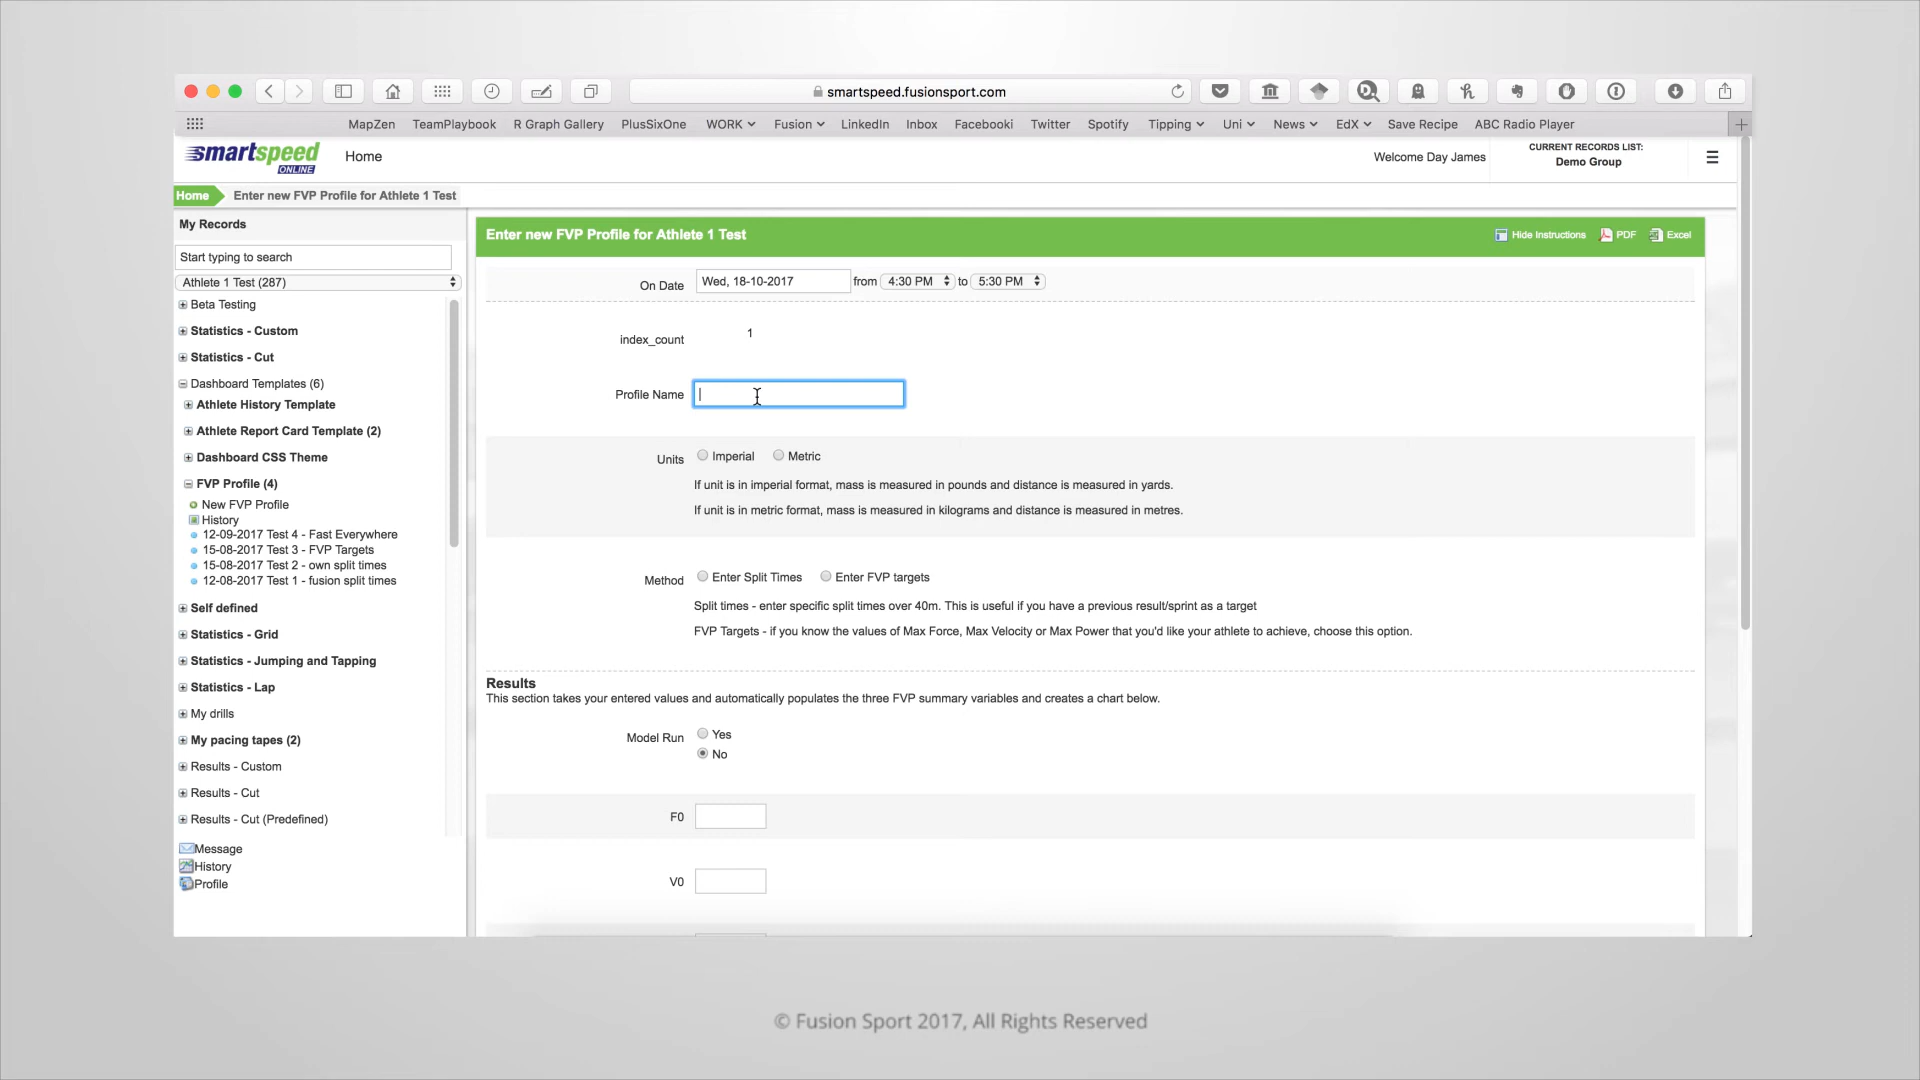 smartspeed.fusionsport.com
MapZen TeamPlaybook R Graph Gallery PlusSixOne WORK Fusion LinkedIn Inbox Facebooki Twitter Spotify Tipping Uni News EdX Save Recipe ABC Radio Player
smartspeed
ONLINE
Home
Welcome Day James
CURRENT RECORDS LIST:
Demo Group
Home Enter new FVP Profile for Athlete 1 Test
My Records
Start typing to search
Athlete 1 Test (287)
Beta Testing
Statistics - Custom
Statistics - Cut
Dashboard Templates (6)
Athlete History Template
Athlete Report Card Template (2)
Dashboard CSS Theme
FVP Profile (4)
New FVP Profile
History
12-09-2017 Test 4 - Fast Everywhere
15-08-2017 Test 3 - FVP Targets
15-08-2017 Test 2 - own split times
12-08-2017 Test 1 - fusion split times
Self defined
Statistics - Grid
Statistics - Jumping and Tapping
Statistics - Lap
My drills
My pacing tapes (2)
Results - Custom
Results - Cut
Results - Cut (Predefined)
Message
History
Profile
Enter new FVP Profile for Athlete 1 Test
Hide Instructions PDF Excel
On Date Wed, 18-10-2017 from 4:30 PM to 5:30 PM
index_count 1
Profile Name
Units Imperial Metric
If unit is in imperial format, mass is measured in pounds and distance is measured in yards.
If unit is in metric format, mass is measured in kilograms and distance is measured in metres.
Method Enter Split Times Enter FVP targets
Split times - enter specific split times over 40m. This is useful if you have a previous result/sprint as a target
FVP Targets - if you know the values of Max Force, Max Velocity or Max Power that you'd like your athlete to achieve, choose this option.
Results
This section takes your entered values and automatically populates the three FVP summary variables and creates a chart below.
Model Run Yes
No
F0
V0
© Fusion Sport 2017, All Rights Reserved